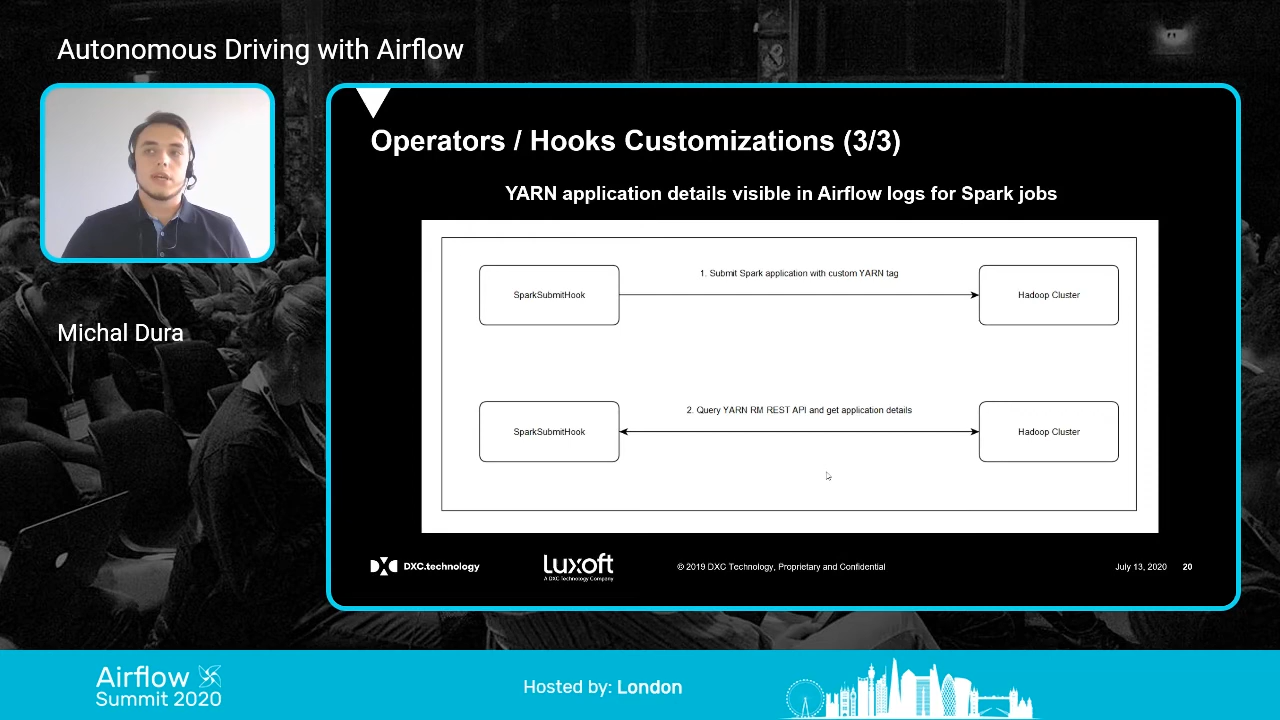 Autonomous Driving with Airflow
Michal Dura
Operators / Hooks Customizations (3/3)
YARN application details visible in Airflow logs for Spark jobs
SparkSubmitHook
1. Submit Spark application with custom YARN tag
Hadoop Cluster
SparkSubmitHook
2. Query YARN RM REST API and get application details
Hadoop Cluster
DXC.technology
Luxoft
A DXC Technology Company
© 2019 DXC Technology, Proprietary and Confidential
July 13, 2020 20
Airflow
Summit 2020
Hosted by: London